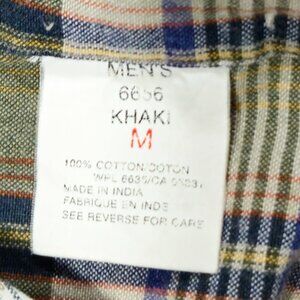 MEN'S
6656
KHAKI
M
100% COTTON/COTON
WPL 6635/CA
MADE IN INDIA
FABRIQUE EN INDE
SEE REVERSE FOR CARE